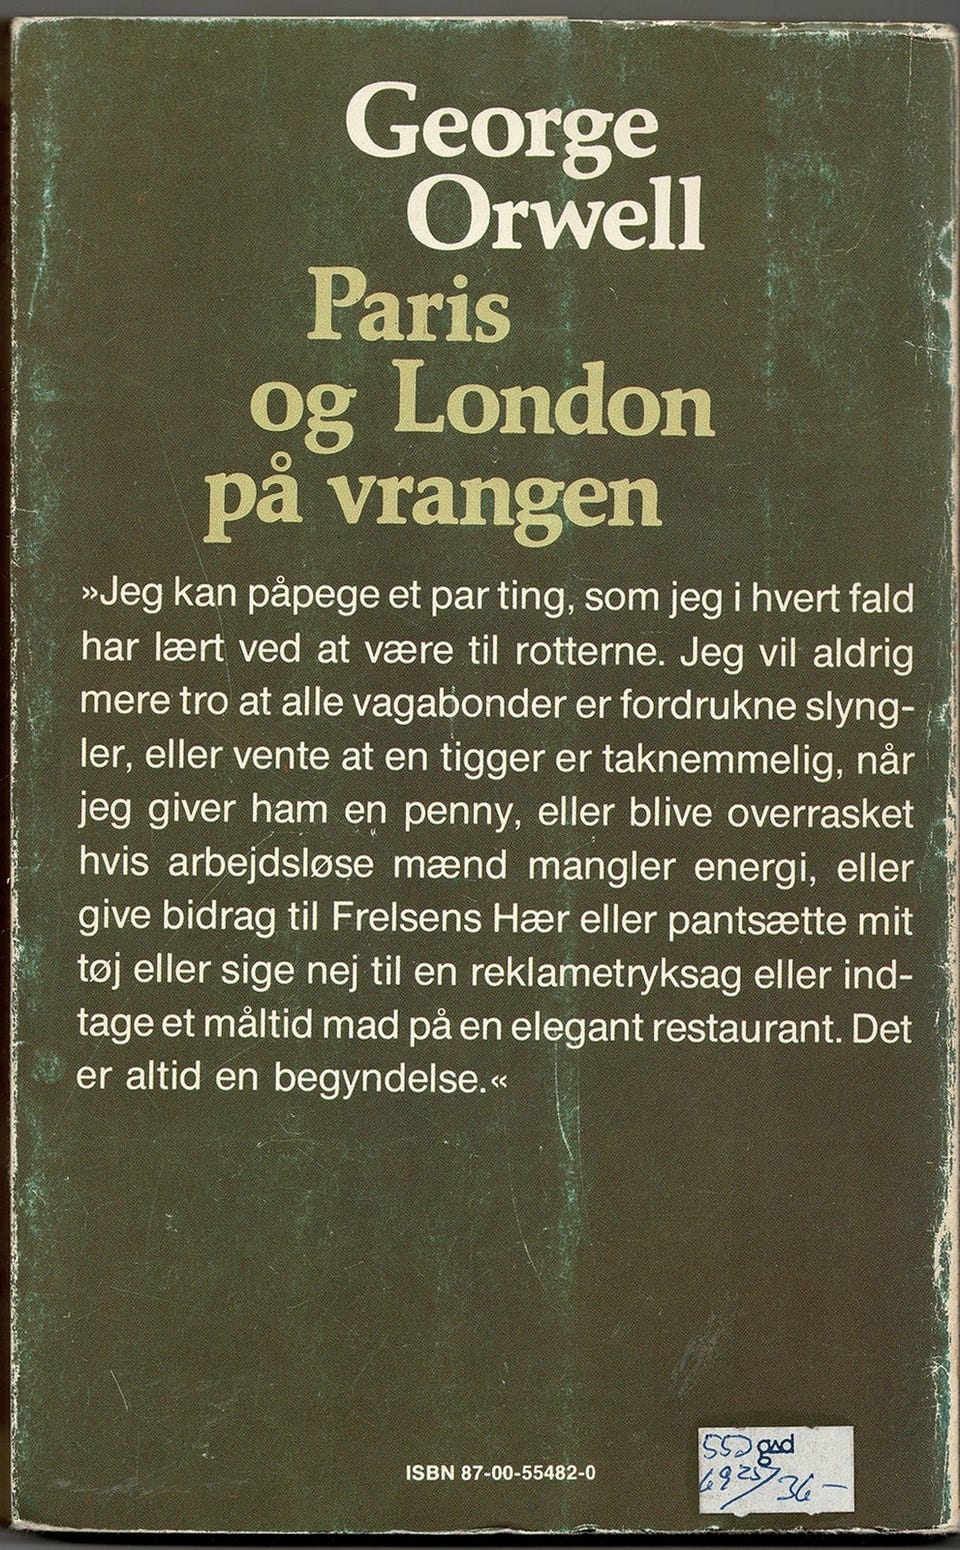 George
Orwell
Paris
og London
på vrangen
»Jeg kan påpege et par ting, som jeg i hvert fald
har lært ved at være til rotterne. Jeg vil aldrig
mere tro at alle vagabonder er fordrukne slyng-
ler, eller vente at en tigger er taknemmelig, når
jeg giver ham en penny, eller blive overrasket
hvis arbejdsløse mænd mangler energi, eller
give bidrag til Frelsens Hær eller pantsætte mit
tøj eller sige nej til en reklametryksag eller ind-
tage et måltid mad på en elegant restaurant. Det
er altid en begyndelse.«
ISBN 87-00-55482-0
gad
36-